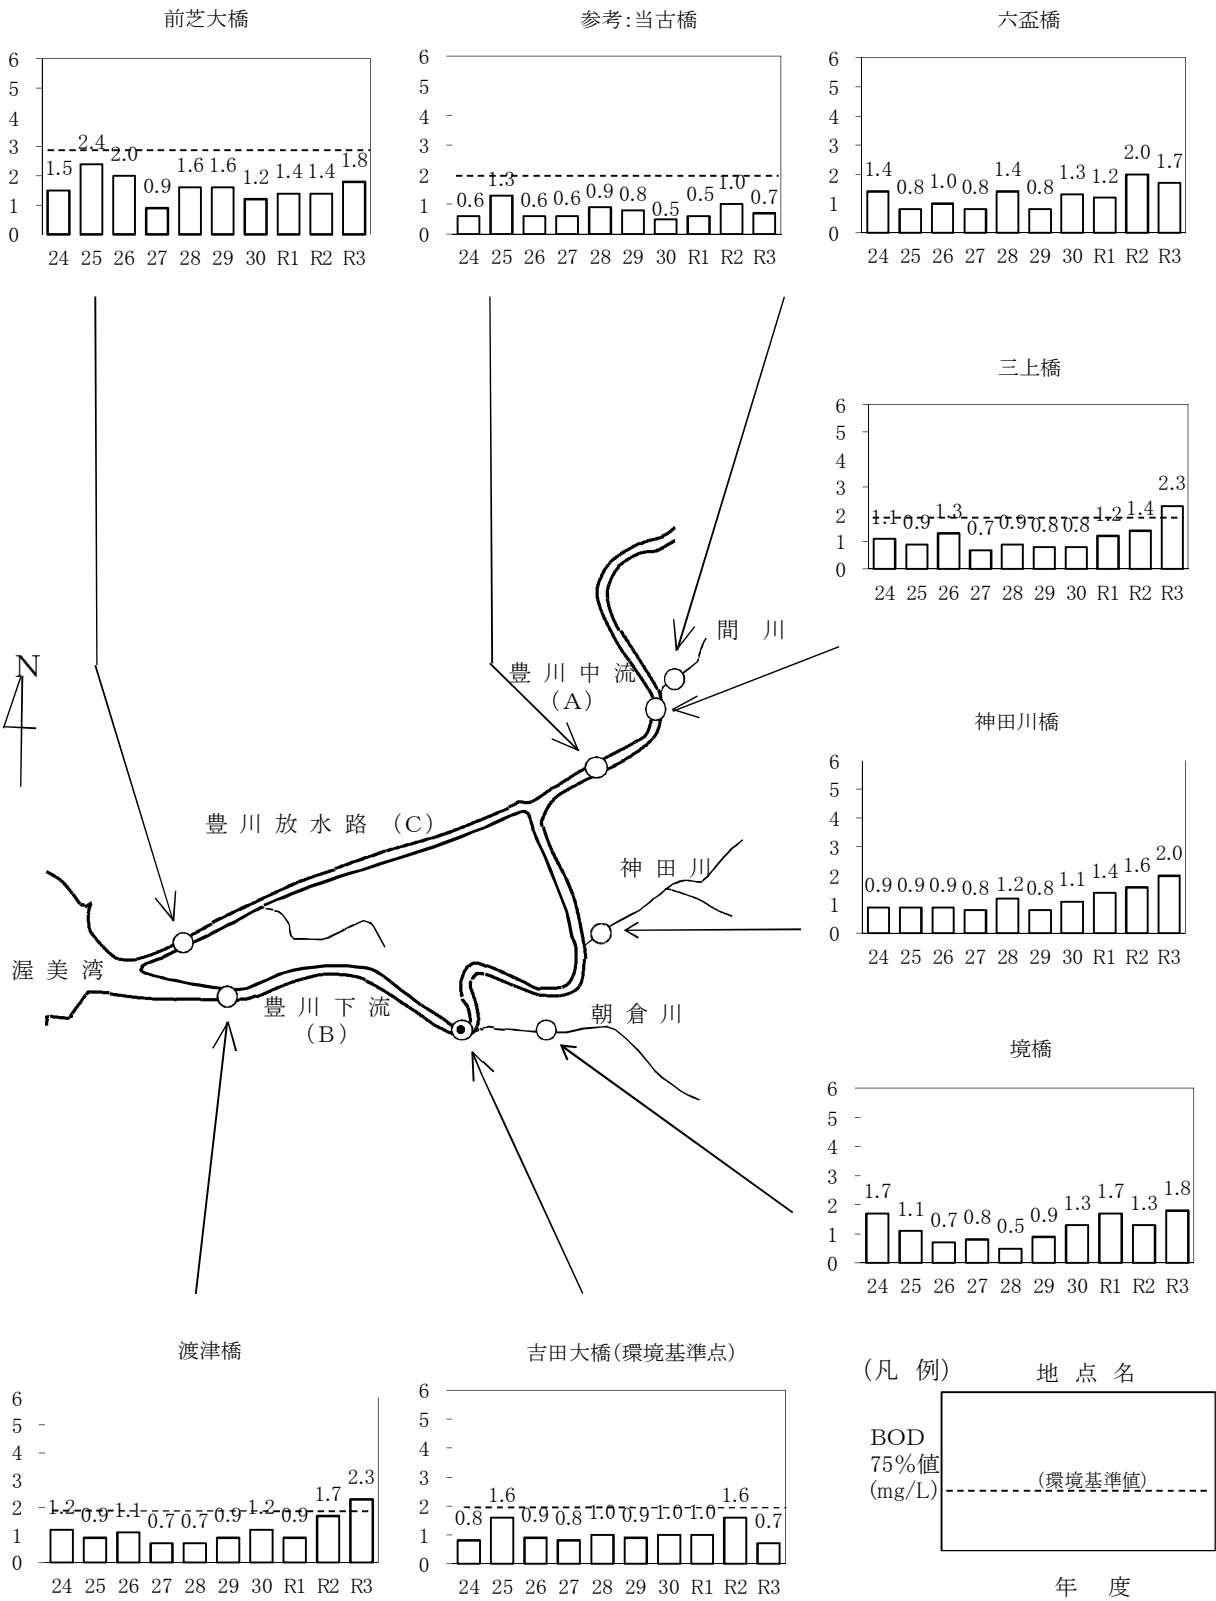 前芝大橋
6
5
4
3
2
1
0
1.5 2.4 2.0 0.9 1.6 1.6 1.2 1.4 1.4 1.8
24 25 26 27 28 29 30 R1 R2 R3
参考:当古橋
6
5
4
3
2
1
0
0.6 1.3 0.6 0.6 0.9 0.8 0.5 0.5 1.0 0.7
24 25 26 27 28 29 30 R1 R2 R3
六盃橋
6
5
4
3
2
1
0
1.4 0.8 1.0 0.8 1.4 0.8 1.3 1.2 2.0 1.7
24 25 26 27 28 29 30 R1 R2 R3
三上橋
6
5
4
3
2
1
0
1.1 0.9 1.3 0.7 0.9 0.8 0.8 1.2 1.4 2.3
24 25 26 27 28 29 30 R1 R2 R3
間川
N
豊川中流
(A)
神田川橋
6
5
4
3
2
1
0
0.9 0.9 0.9 0.8 1.2 0.8 1.1 1.4 1.6 2.0
24 25 26 27 28 29 30 R1 R2 R3
豊川放水路 (C)
神田川
渥美湾
豊川下流
(B)
朝倉川
境橋
6
5
4
3
2
1
0
1.7 1.1 0.7 0.8 0.5 0.9 1.3 1.7 1.3 1.8
24 25 26 27 28 29 30 R1 R2 R3
渡津橋
6
5
4
3
2
1
0
1.2 0.9 1.1 0.7 0.7 0.9 1.2 0.9 1.7 2.3
24 25 26 27 28 29 30 R1 R2 R3
吉田大橋(環境基準点)
6
5
4
3
2
1
0
0.8 1.6 0.9 0.8 1.0 0.9 1.0 1.0 1.6 0.7
24 25 26 27 28 29 30 R1 R2 R3
(凡 例)
地 点 名
BOD
75%値
(mg/L)
(環境基準値)
年 度